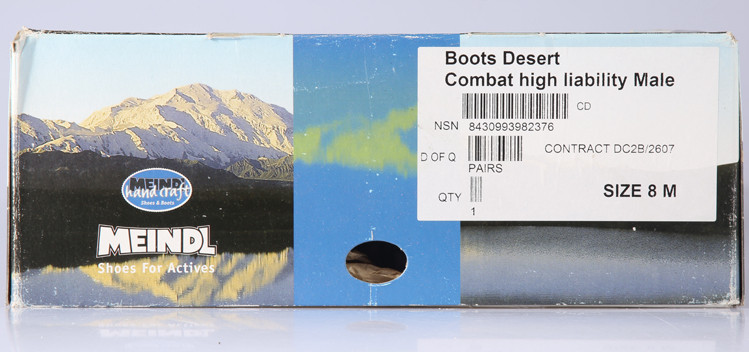 Boots Desert
Combat high liability Male
CD
NSN 8430993982376
D OF Q
CONTRACT DC2B/2607
PAIRS
QTY
1
SIZE 8 M
MEINDL
hand craft
Shoes & Boots
MEINDL
Shoes For Actives